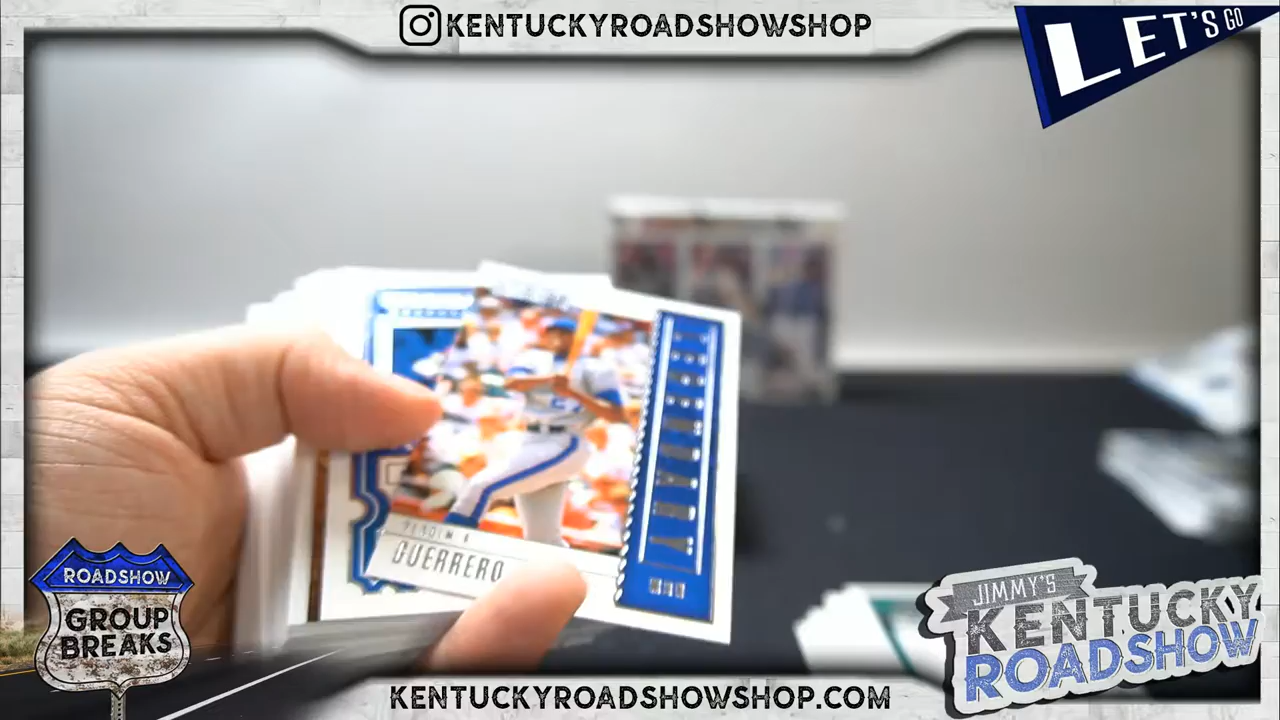 KENTUCKYROADSHOWSHOP
LET'S GO
GUERRERO
ROADSHOW
GROUP
BREAKS
JIMMY'S
KENTUCKY
ROADSHOW
KENTUCKYROADSHOWSHOP.COM